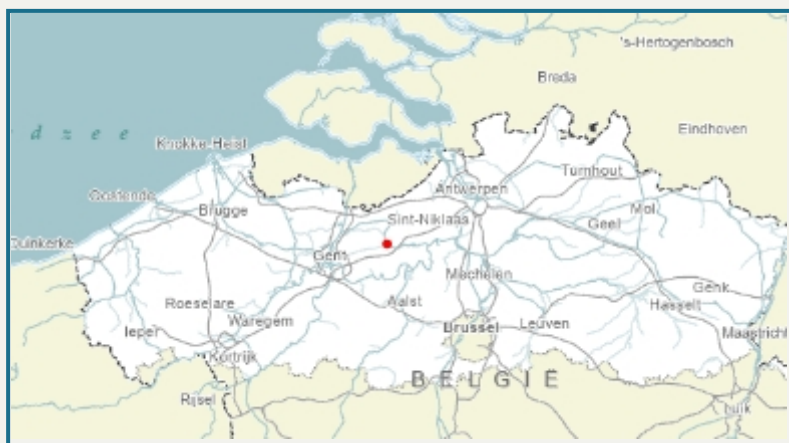 's-Hertogenbosch
Breda
Eindhoven
d z e e
Knokke-Heist
Turnhout
Antwerpen
Oostende
Brugge
Sint-Niklaas
Mol
Geel
Duinkerke
Gent
Mechelen
Genk
Roeselare
Aalst
Hasselt
Ieper
Waregem
Brussel
Leuven
Maastricht
Kortrijk
BELGIË
Rijsel
Luik